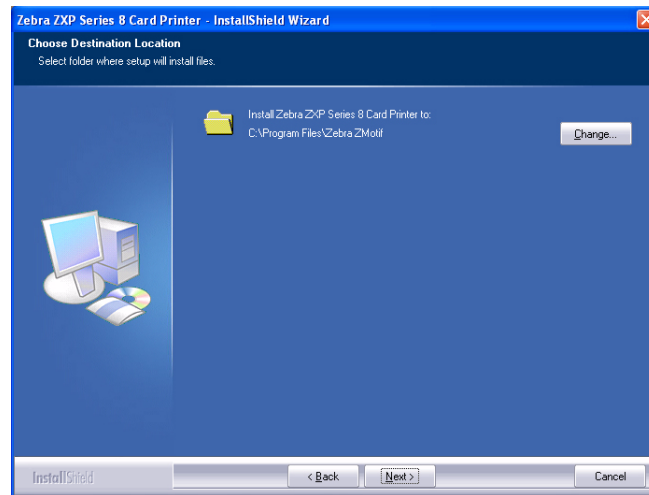 Zebra ZXP Series 8 Card Printer - InstallShield Wizard
Choose Destination Location
Select folder where setup will install files.
Install Zebra ZXP Series 8 Card Printer to:
C:\Program Files\Zebra ZMotif
Change...
InstallShield
< Back
Next >
Cancel